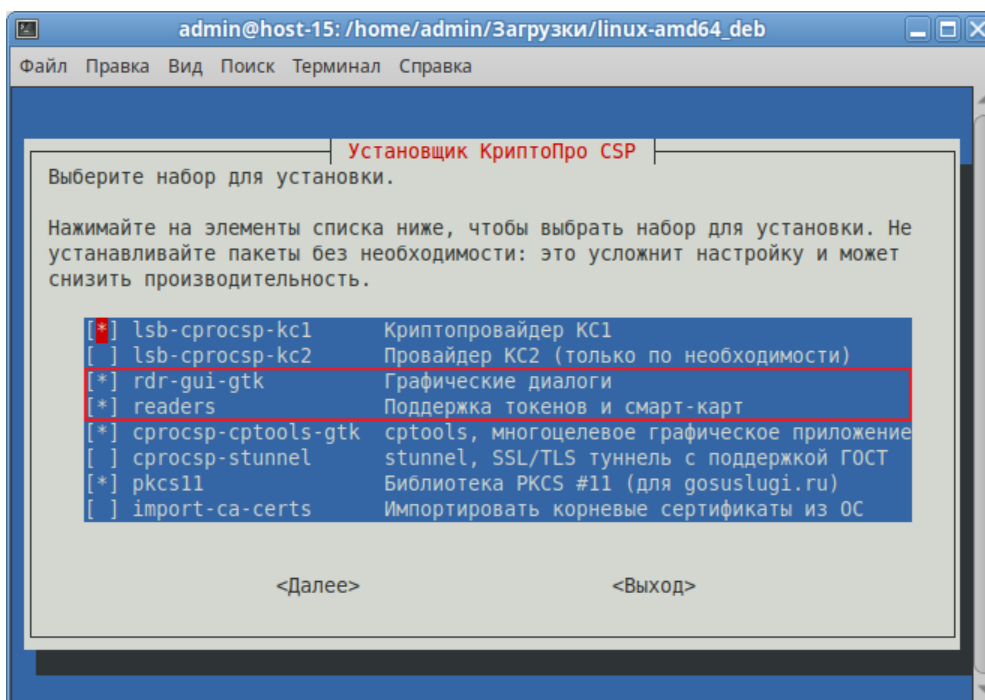 admin@host-15: /home/admin/Загрузки/linux-amd64_deb
Файл Правка Вид Поиск Терминал Справка
Установщик КриптоПро CSP
Выберите набор для установки.
Нажимайте на элементы списка ниже, чтобы выбрать набор для установки. Не
устанавливайте пакеты без необходимости: это усложнит настройку и может
снизить производительность.
[*] lsb-cprocsp-kc1 Криптопровайдер КС1
[ ] lsb-cprocsp-kc2 Провайдер КС2 (только по необходимости)
[*] rdr-gui-gtk Графические диалоги
[*] readers Поддержка токенов и смарт-карт
[*] cprocsp-cptools-gtk cptools, многоцелевое графическое приложение
[ ] cprocsp-stunnel stunnel, SSL/TLS туннель с поддержкой ГОСТ
[*] pkcs11 Библиотека PKCS #11 (для gosuslugi.ru)
[ ] import-ca-certs Импортировать корневые сертификаты из ОС
<Далее> <Выход>